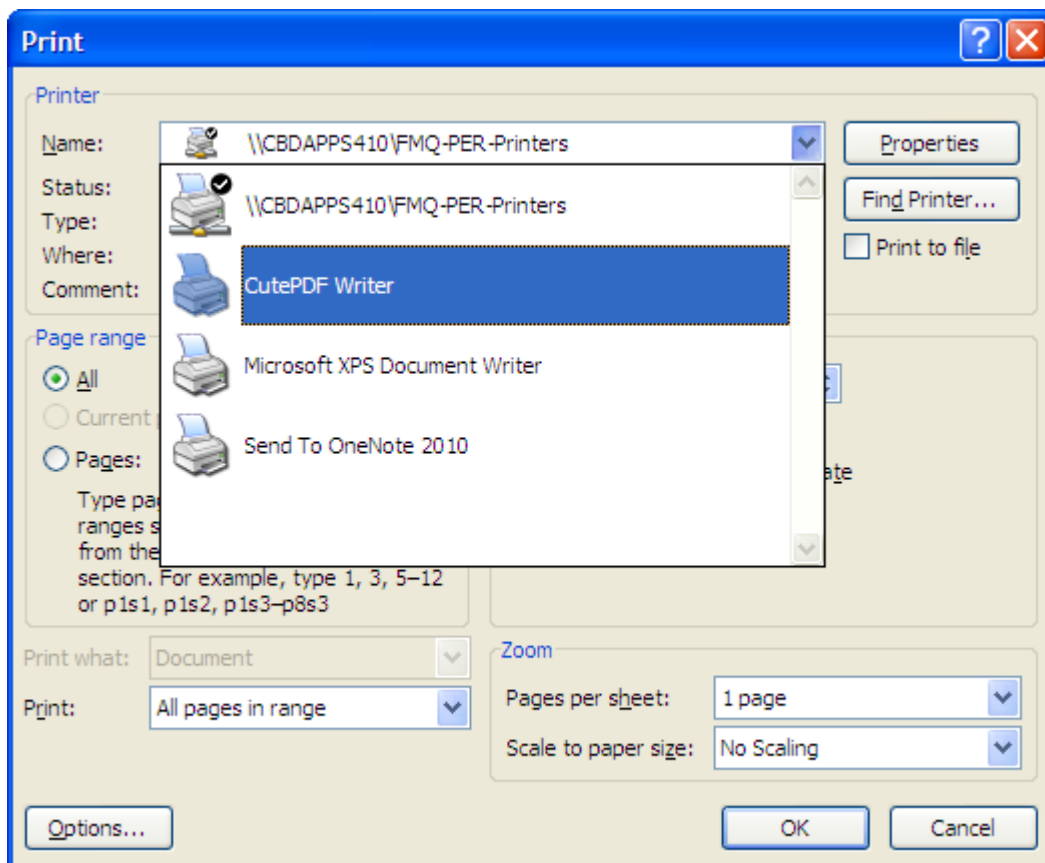 Print
Printer
Name: \\CBDAPPS410\FMQ-PER-Printers
Properties
Status:
\\CBDAPPS410\FMQ-PER-Printers
Find Printer...
Type:
Where:
Print to file
Comment:
CutePDF Writer
Page range
All
Microsoft XPS Document Writer
Current
Pages:
Send To OneNote 2010
Type
ranges
from the
section. For example, type 1, 3, 5–12
or p1s1, p1s2, p1s3–p8s3
Print what: Document
Print: All pages in range
Zoom
Pages per sheet: 1 page
Scale to paper size: No Scaling
Options...
OK
Cancel